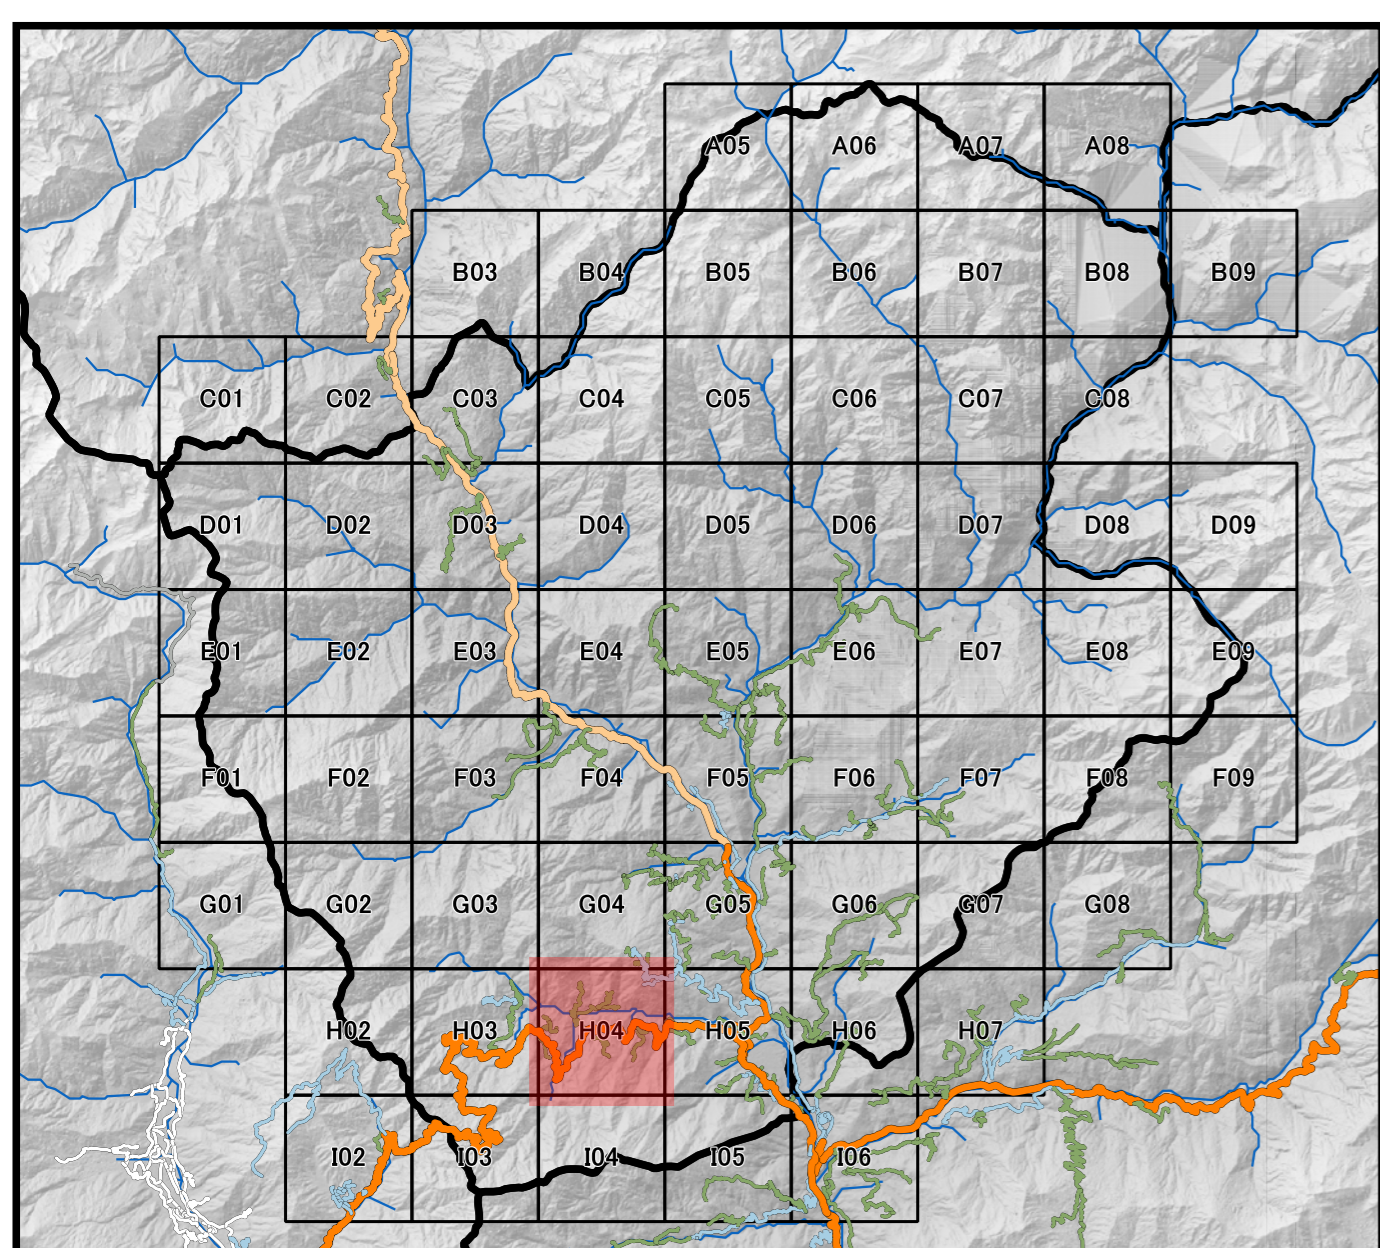 A05 A06 A07 A08
B03 B04 B05 B06 B07 B08 B09
C01 C02 C03 C04 C05 C06 C07 C08
D01 D02 D03 D04 D05 D06 D07 D08 D09
E01 E02 E03 E04 E05 E06 E07 E08 E09
F01 F02 F03 F04 F05 F06 F07 F08 F09
G01 G02 G03 G04 G05 G06 G07 G08
H02 H03 H04 H05 H06 H07
I02 I03 I04 I05 I06